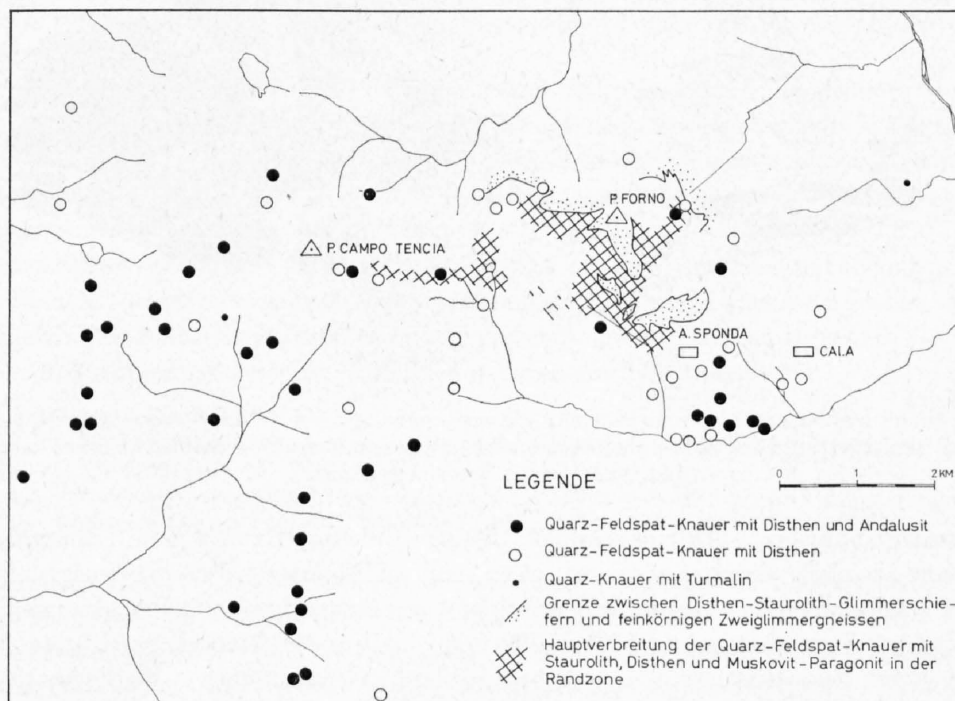 P. FORNO
P. CAMPO TENCIA
A. SPONDA
CALA
0 1 2 KM
LEGENDE
Quarz-Feldspat-Knauer mit Disthen und Andalusit
Quarz-Feldspat-Knauer mit Disthen
Quarz-Knauer mit Turmalin
Grenze zwischen Disthen-Staurolith-Glimmerschie-
fern und feinkörnigen Zweiglimmergneissen
Hauptverbreitung der Quarz-Feldspat-Knauer mit
Staurolith, Disthen und Muskovit-Paragonit in der
Randzone